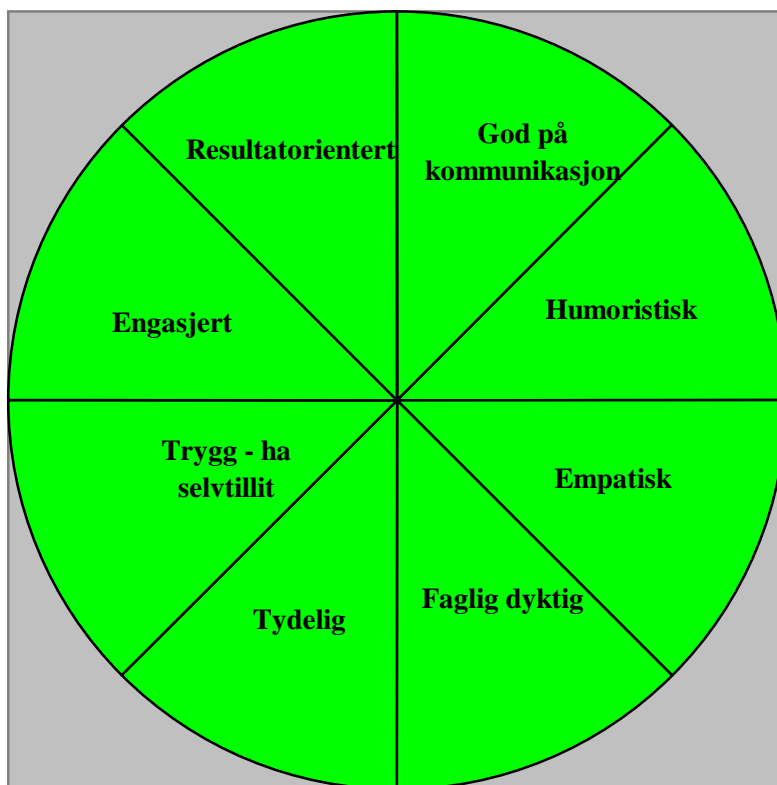 Resultatorientert
God på
kommunikasjon
Humoristisk
Engasjert
Trygg - ha
selvtillit
Empatisk
Faglig dyktig
Tydelig